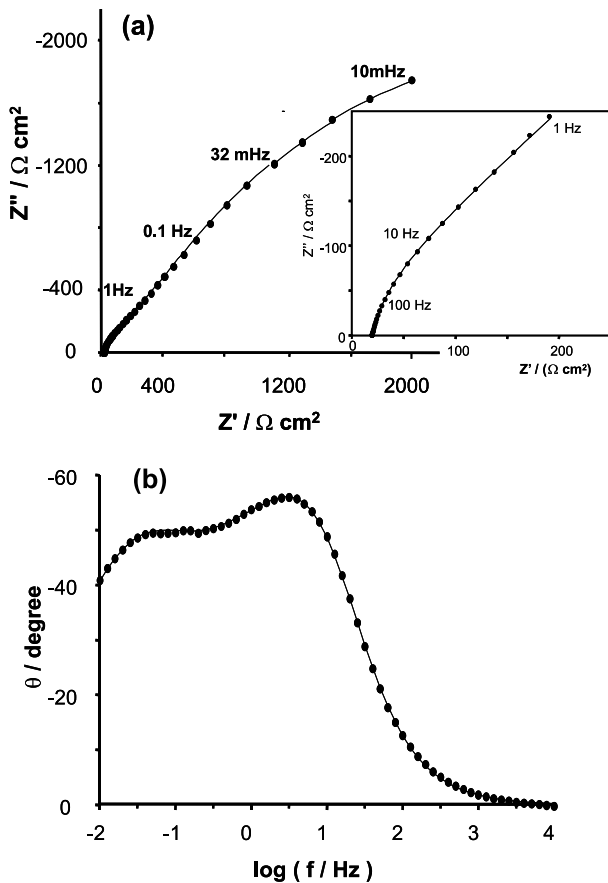 (a)
-2000
-1200
-400
0
Z'' / Ω cm²
10mHz
32 mHz
0.1 Hz
1Hz
0
400
1200
2000
Z' / Ω cm²
-200
-100
0
Z'' / Ω cm²
1 Hz
10 Hz
100 Hz
0
100
200
Z' / (Ω cm²)
(b)
-60
-40
-20
0
θ / degree
-2
-1
0
1
2
3
4
log ( f / Hz )